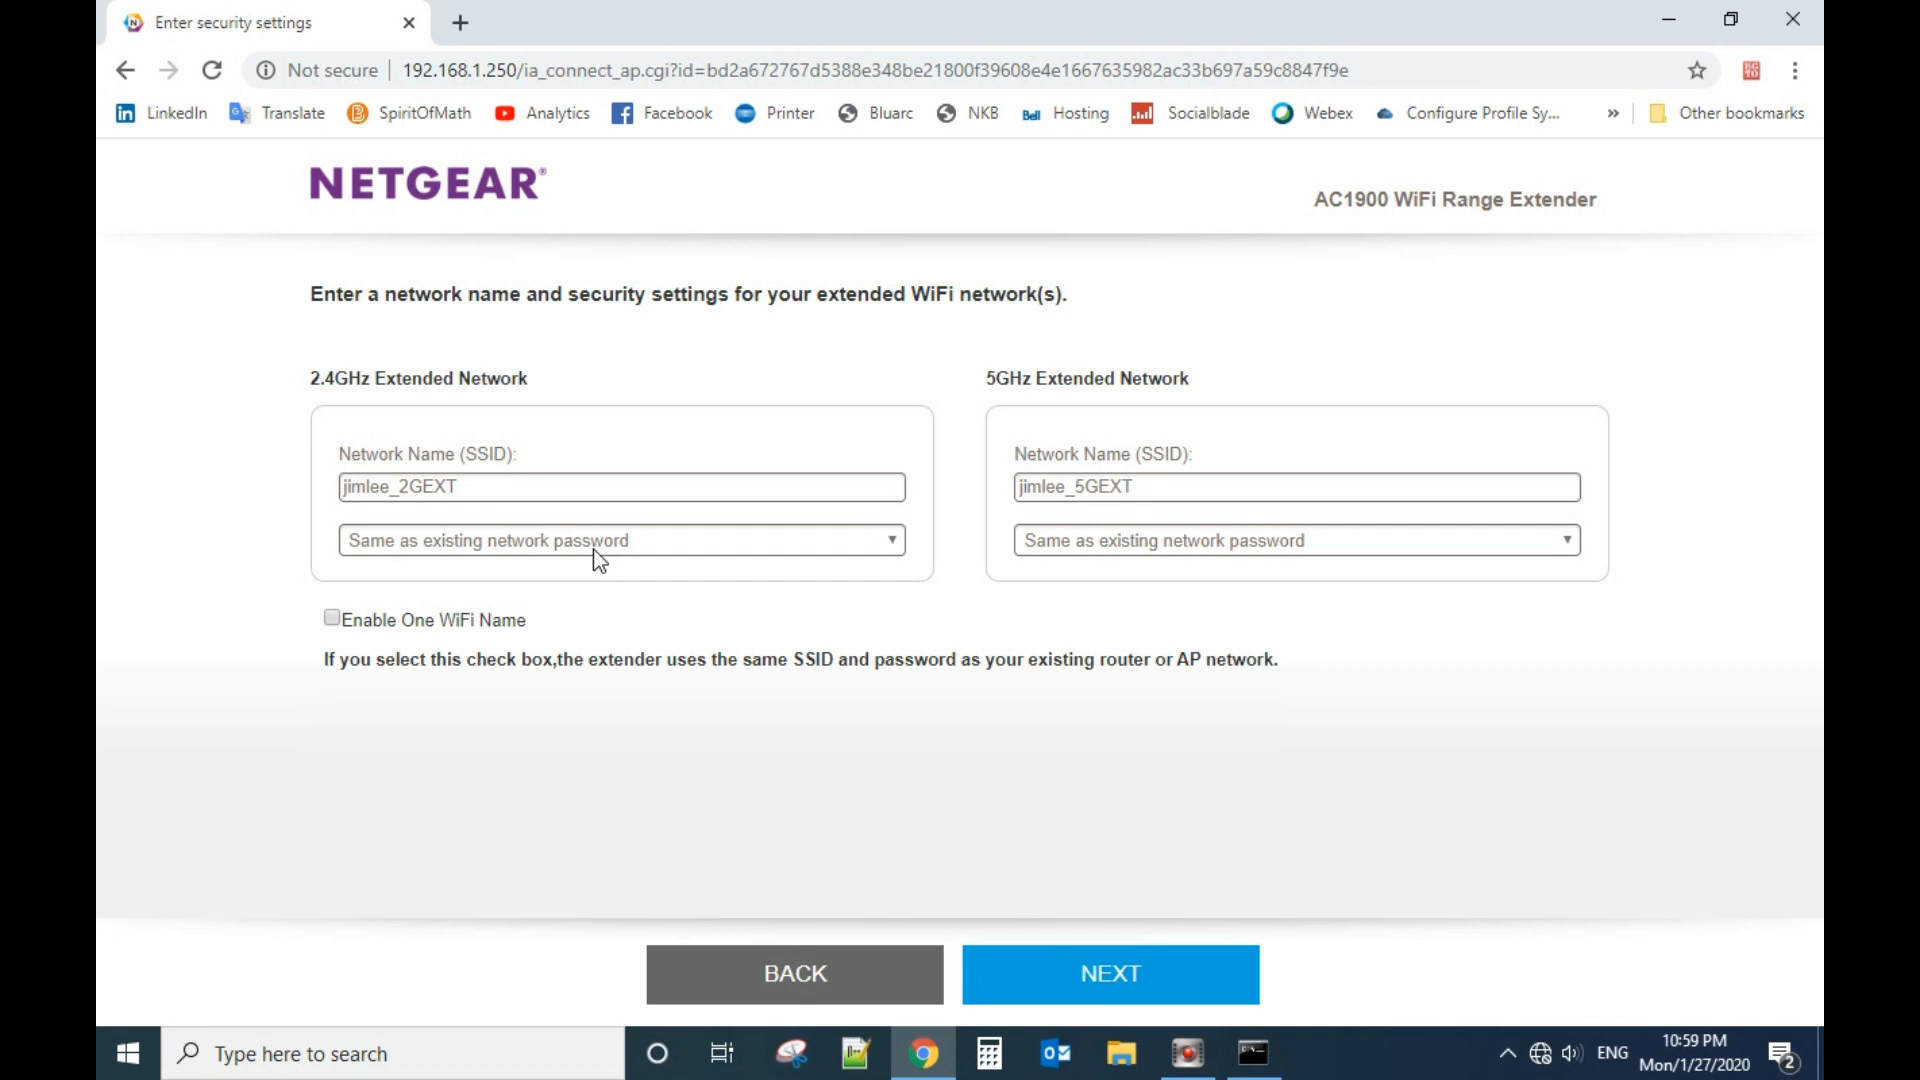 Enter security settings
Not secure
192.168.1.250/ia_connect_ap.cgi?id=bd2a672767d5388e348be21800f39608e4e1667635982ac33b697a59c8847f9e
LinkedIn Translate SpiritOfMath Analytics Facebook Printer Bluarc NKB Bell Hosting Socialblade Webex Configure Profile Sy... » Other bookmarks
NETGEAR®
AC1900 WiFi Range Extender
Enter a network name and security settings for your extended WiFi network(s).
2.4GHz Extended Network
Network Name (SSID):
jimlee_2GEXT
Same as existing network password
5GHz Extended Network
Network Name (SSID):
jimlee_5GEXT
Same as existing network password
Enable One WiFi Name
If you select this check box,the extender uses the same SSID and password as your existing router or AP network.
BACK
NEXT
Type here to search
ENG
10:59 PM
Mon/1/27/2020
2